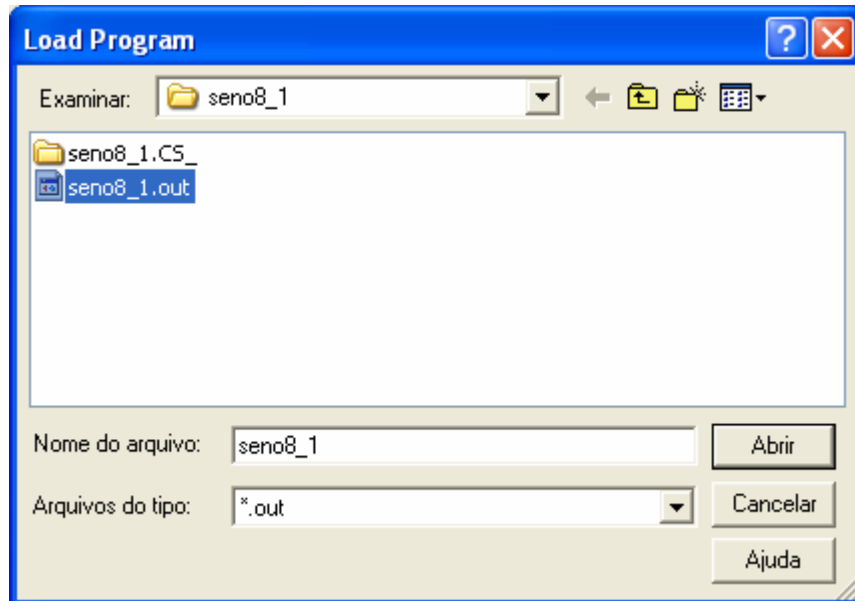 Load Program
Examinar: seno8_1
seno8_1.CS_
seno8_1.out
Nome do arquivo: seno8_1 Abrir
Arquivos do tipo: *.out Cancelar
Ajuda